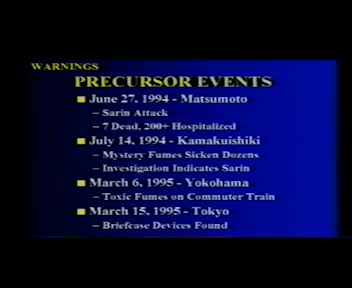 WARNINGS
PRECURSOR EVENTS
■ June 27, 1994 - Matsumoto
– Sarin Attack
– 7 Dead, 200+ Hospitalized
■ July 14, 1994 - Kamakuishiki
– Mystery Fumes Sicken Dozens
– Investigation Indicates Sarin
■ March 6, 1995 - Yokohama
– Toxic Fumes on Commuter Train
■ March 15, 1995 - Tokyo
– Briefcase Devices Found